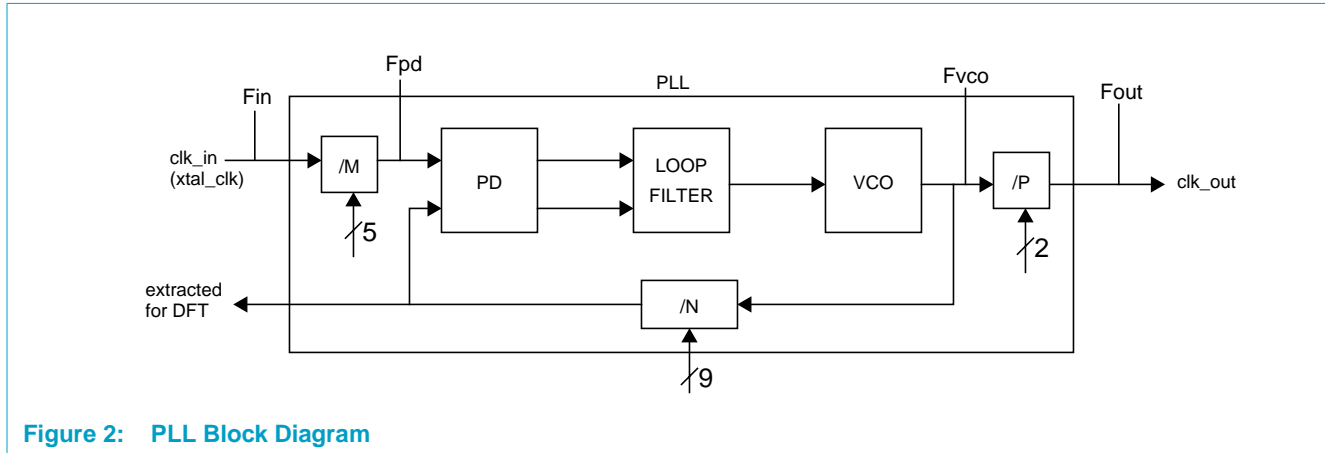 Fpd
Fvco
PLL
Fin
Fout
clk_in
(xtal_clk)
/M
PD
LOOP
FILTER
VCO
/P
clk_out
5
2
extracted
for DFT
/N
9
Figure 2: PLL Block Diagram